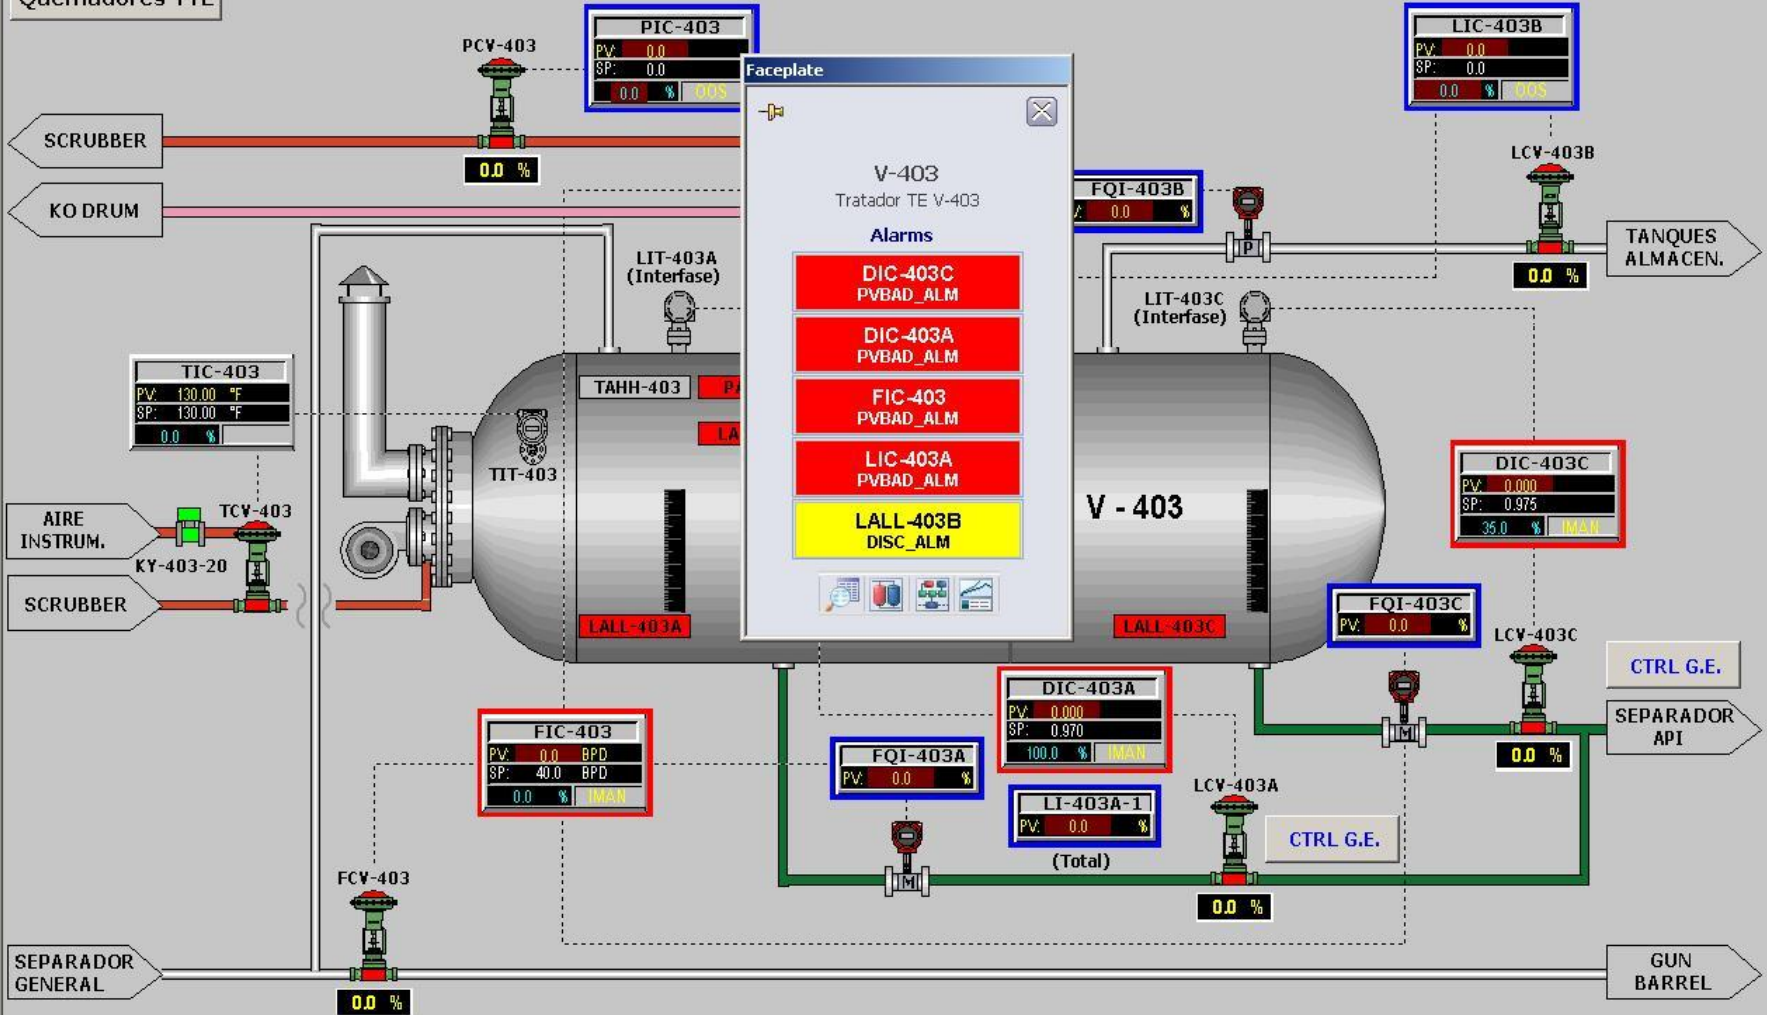 PIC-403
PV: 0.0
SP: 0.0
0.0 % OOS
LIC-403B
PV: 0.0
SP: 0.0
0.0 % OOS
PCV-403
0.0 %
Faceplate
V-403
Tratador TE V-403
Alarms
DIC-403C
PVBAD_ALM
DIC-403A
PVBAD_ALM
FIC-403
PVBAD_ALM
LIC-403A
PVBAD_ALM
LALL-403B
DISC_ALM
SCRUBBER
KO DRUM
LCV-403B
0.0 %
FQI-403B
0.0 %
P
TANQUES
ALMACEN.
LIT-403A
(Interfase)
LIT-403C
(Interfase)
TIC-403
PV: 130.00 °F
SP: 130.00 °F
0.0 %
TAHH-403
TIT-403
V - 403
DIC-403C
PV: 0.000
SP: 0.975
35.0 % IMAN
AIRE
INSTRUM.
TCV-403
KY-403-20
SCRUBBER
LALL-403A
LALL-403C
FQI-403C
PV: 0.0 %
M
LCV-403C
0.0 %
CTRL G.E.
SEPARADOR
API
DIC-403A
PV: 0.000
SP: 0.970
100.0 % IMAN
FIC-403
PV: 0.0 BPD
SP: 40.0 BPD
0.0 % IMAN
FQI-403A
PV: 0.0 %
M
LI-403A-1
PV: 0.0 %
(Total)
LCV-403A
0.0 %
CTRL G.E.
FCV-403
0.0 %
SEPARADOR
GENERAL
GUN
BARREL